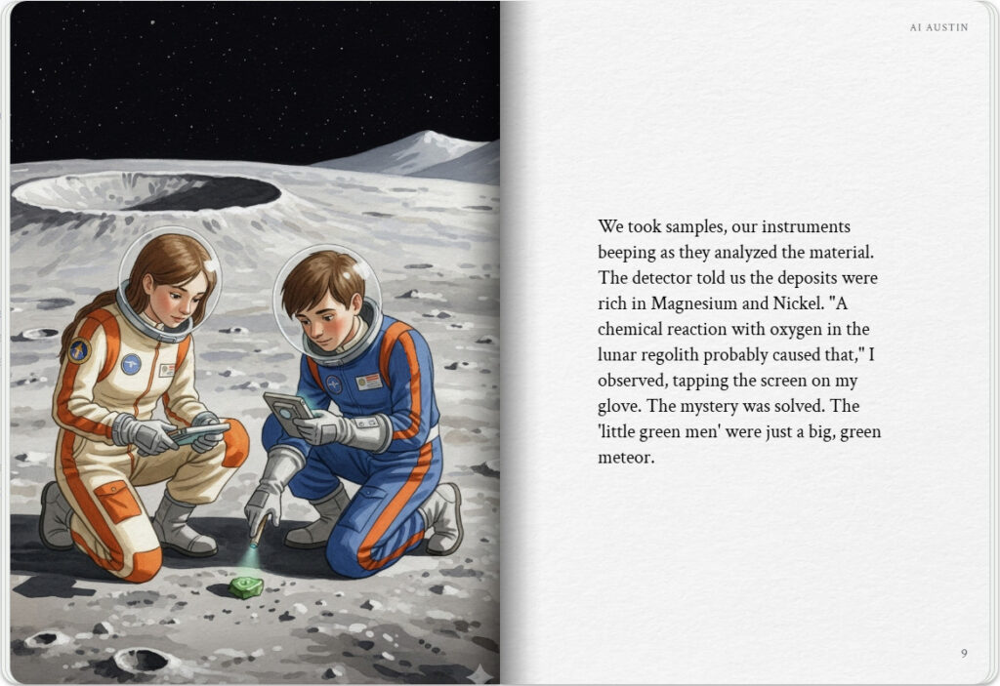 AI AUSTIN
We took samples, our instruments
beeping as they analyzed the material.
The detector told us the deposits were
rich in Magnesium and Nickel. "A
chemical reaction with oxygen in the
lunar regolith probably caused that," I
observed, tapping the screen on my
glove. The mystery was solved. The
'little green men' were just a big, green
meteor.
9